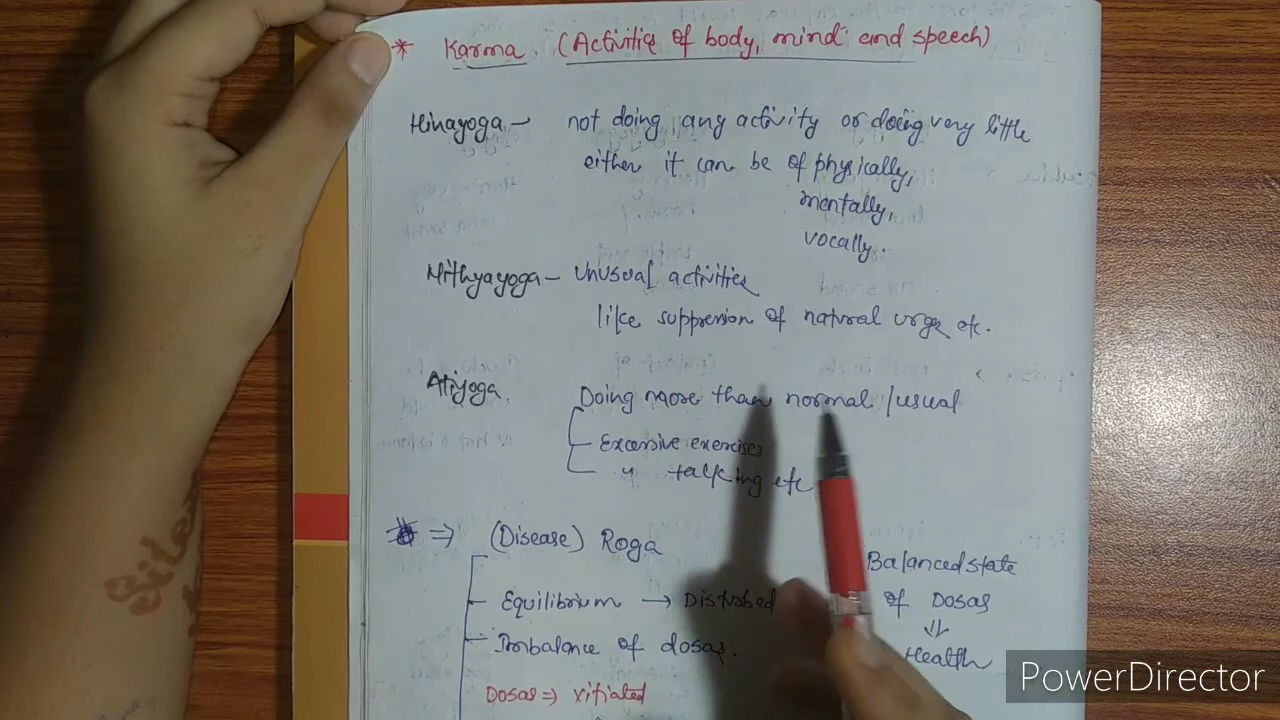 * Karma (Activities of body, mind and speech)
Hinayoga - not doing any activity or doing very little
either it can be of physically,
mentally,
vocally.
Mithyayoga - Unusual activities
like suppression of natural urges etc.
Atiyoga Doing more than normal/usual
Excessive exercises
" talking etc
⇒ (Disease) Roga
Equilibrium → Distrubed
Imbalance of dosas.
Dosas ⇒ vitiated
Balanced state
of Dosas
⇓
Health
PowerDirector